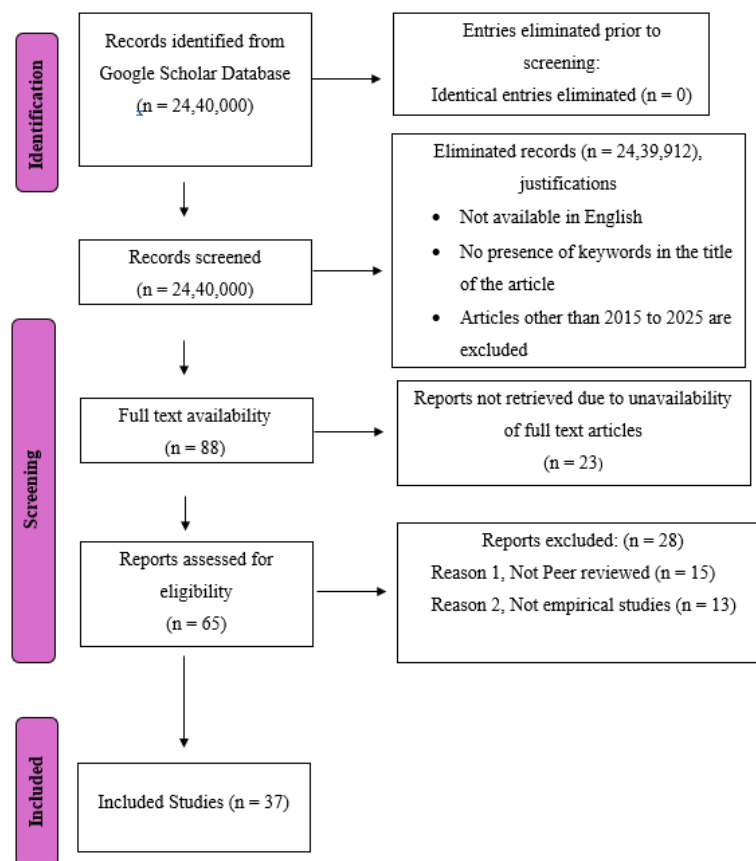 Identification
Records identified from
Google Scholar Database
(n = 24,40,000)
Entries eliminated prior to
screening:
Identical entries eliminated (n = 0)
Eliminated records (n = 24,39,912),
justifications
• Not available in English
• No presence of keywords in the title
of the article
• Articles other than 2015 to 2025 are
excluded
Records screened
(n = 24,40,000)
Screening
Full text availability
(n = 88)
Reports not retrieved due to unavailability
of full text articles
(n = 23)
Reports assessed for
eligibility
(n = 65)
Reports excluded: (n = 28)
Reason 1, Not Peer reviewed (n = 15)
Reason 2, Not empirical studies (n = 13)
Included
Included Studies (n = 37)